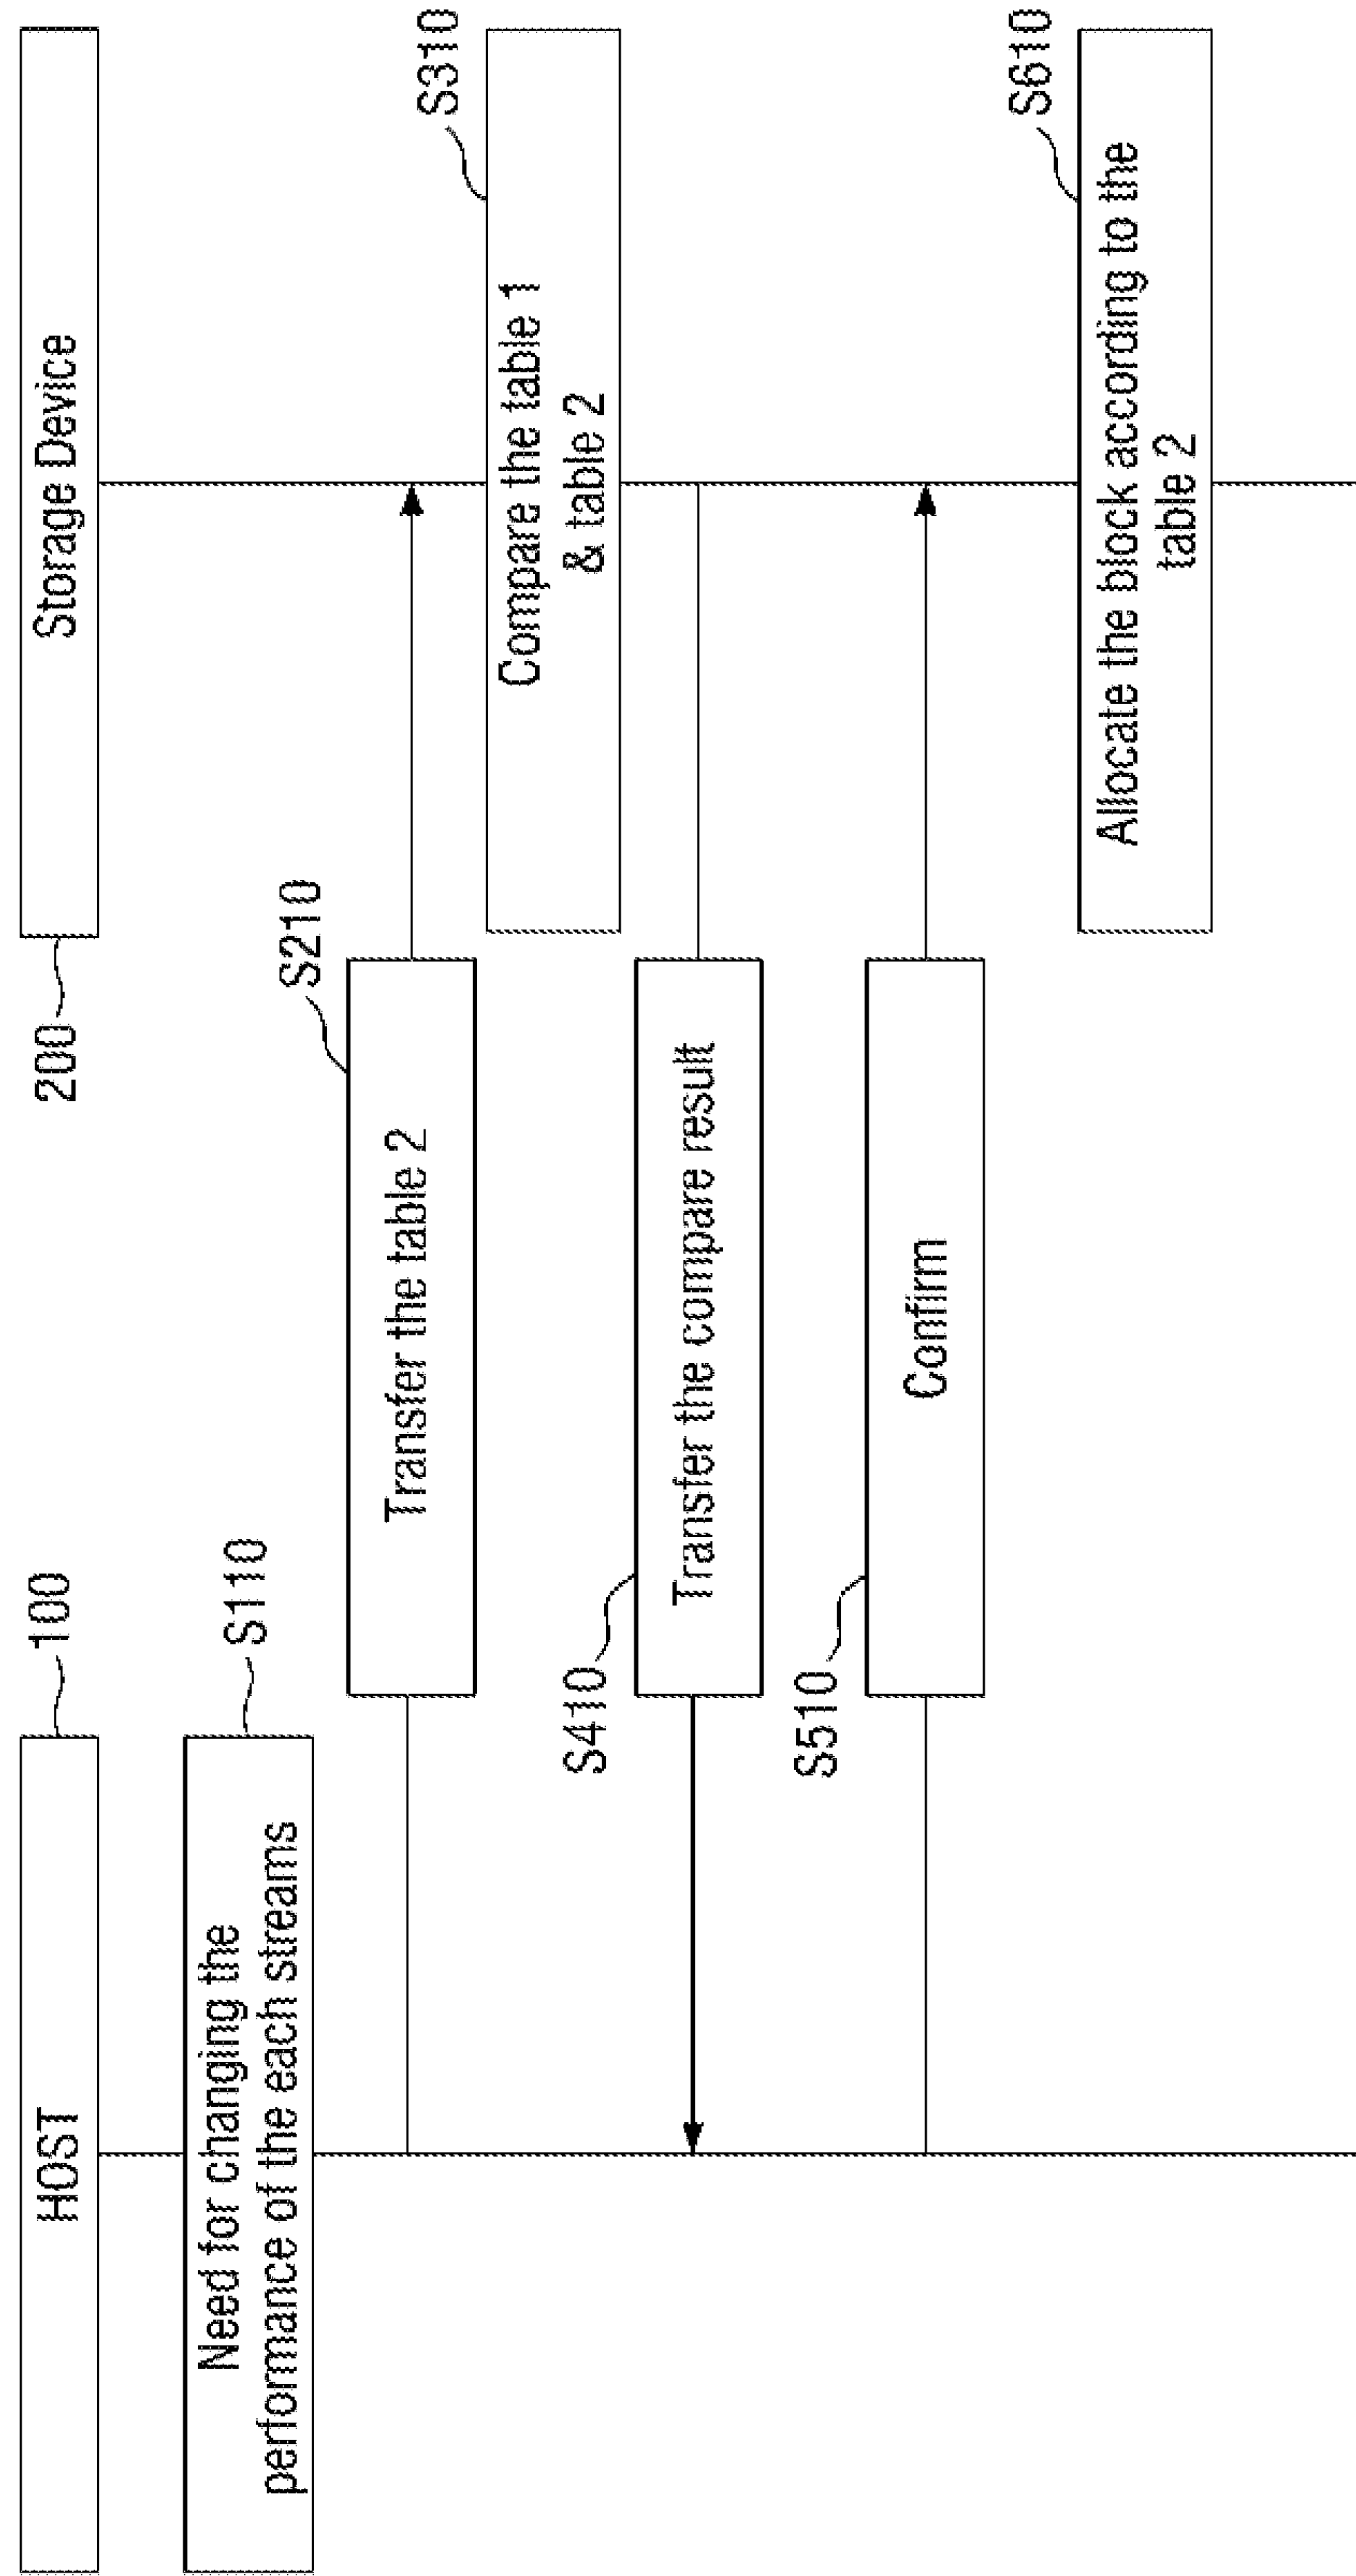 HOST
100
Storage Device
200
Need for changing the
performance of the each streams
S110
Transfer the table 2
S210
Compare the table 1
& table 2
S310
Transfer the compare result
S410
Confirm
S510
Allocate the block according to the
table 2
S610